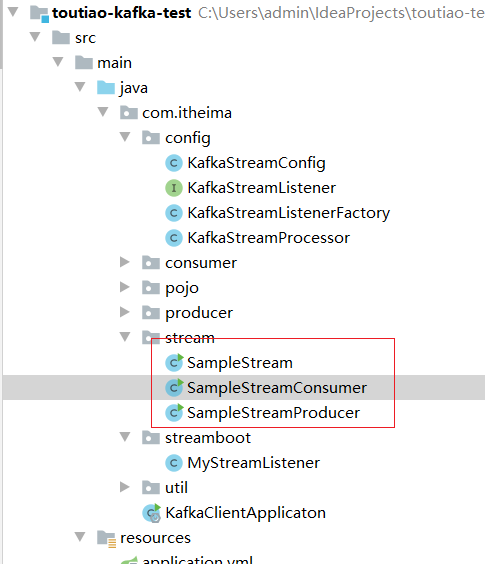 toutiao-kafka-test C:\Users\admin\IdeaProjects\toutiao-te
src
main
java
com.itheima
config
C KafkaStreamConfig
I KafkaStreamListener
C KafkaStreamListenerFactory
C KafkaStreamProcessor
consumer
pojo
producer
stream
C SampleStream
C SampleStreamConsumer
C SampleStreamProducer
streamboot
C MyStreamListener
util
C KafkaClientApplicaton
resources
application.yml